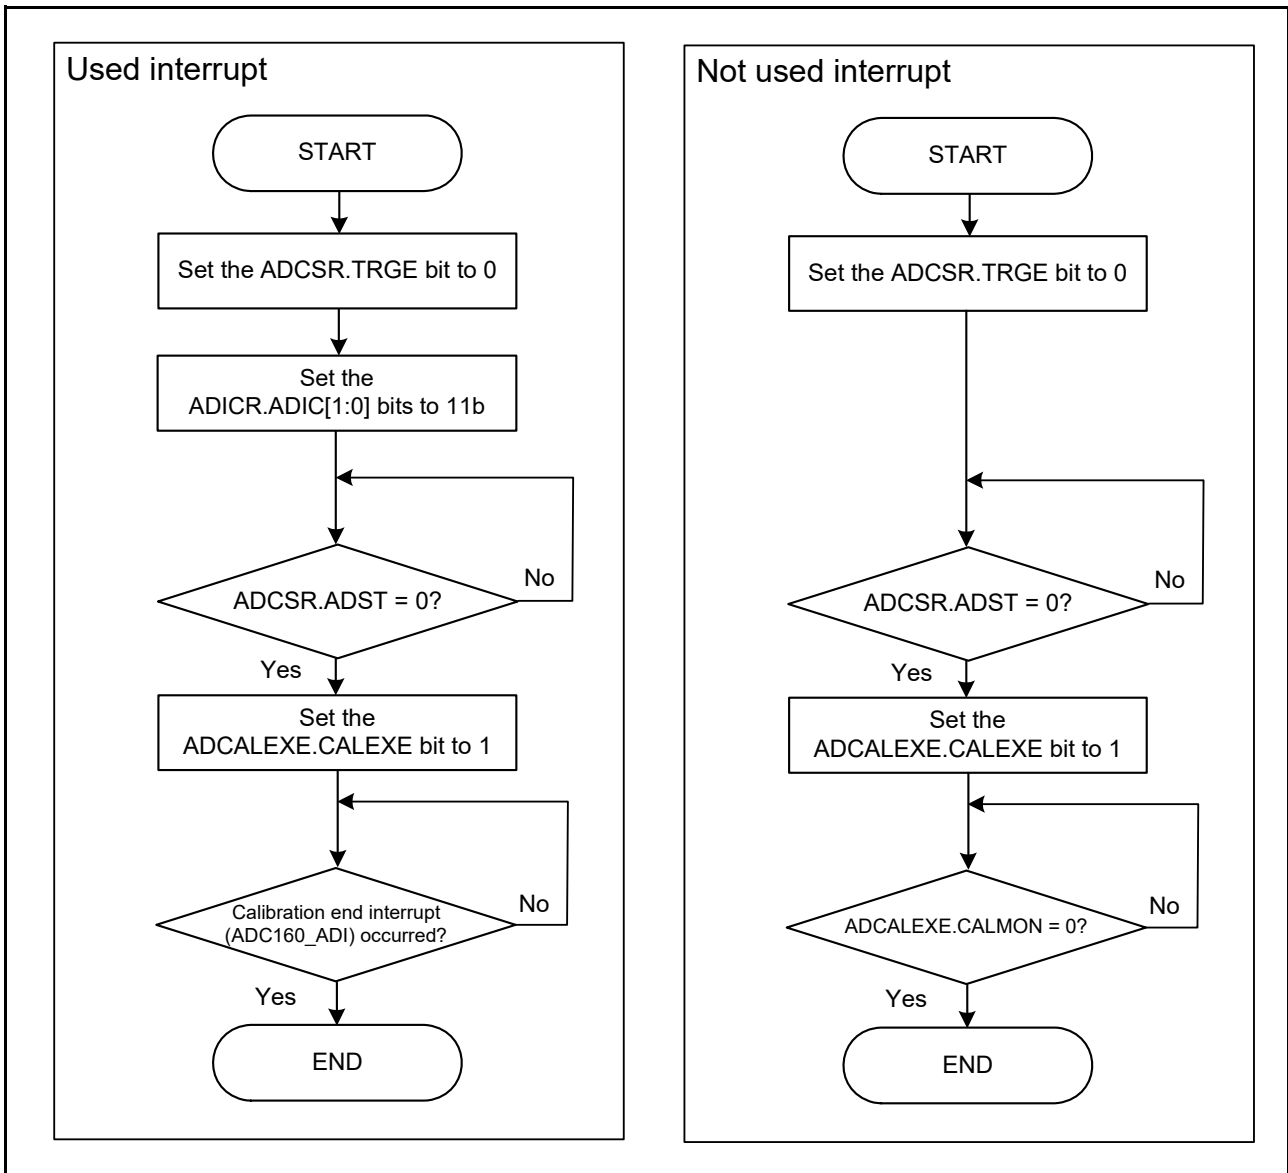 Used interrupt
START
Set the ADCSR.TRGE bit to 0
Set the
ADICR.ADIC[1:0] bits to 11b
ADCSR.ADST = 0?
No
Yes
Set the
ADCALEXE.CALEXE bit to 1
Calibration end interrupt
(ADC160_ADI) occurred?
No
Yes
END
Not used interrupt
START
Set the ADCSR.TRGE bit to 0
ADCSR.ADST = 0?
No
Yes
Set the
ADCALEXE.CALEXE bit to 1
ADCALEXE.CALMON = 0?
No
Yes
END